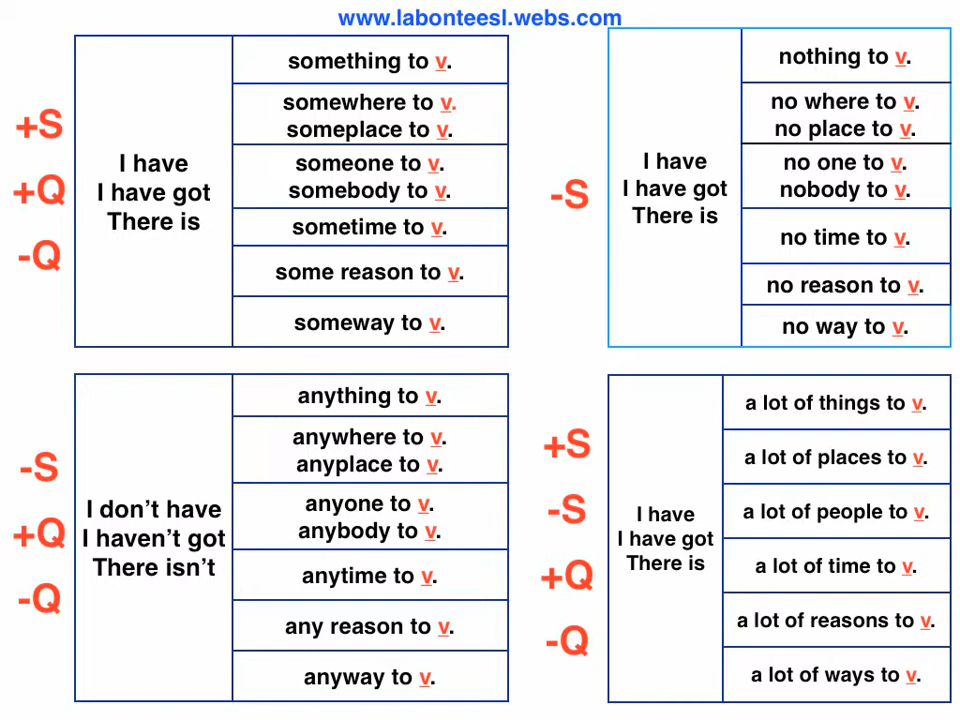 www.labonteesl.webs.com
+S
+Q
-Q
I have
I have got
There is
something to v.
somewhere to v.
someplace to v.
someone to v.
somebody to v.
sometime to v.
some reason to v.
someway to v.
-S
I have
I have got
There is
nothing to v.
no where to v.
no place to v.
no one to v.
nobody to v.
no time to v.
no reason to v.
no way to v.
-S
+Q
-Q
I don't have
I haven't got
There isn't
anything to v.
anywhere to v.
anyplace to v.
anyone to v.
anybody to v.
anytime to v.
any reason to v.
anyway to v.
+S
-S
+Q
-Q
I have
I have got
There is
a lot of things to v.
a lot of places to v.
a lot of people to v.
a lot of time to v.
a lot of reasons to v.
a lot of ways to v.